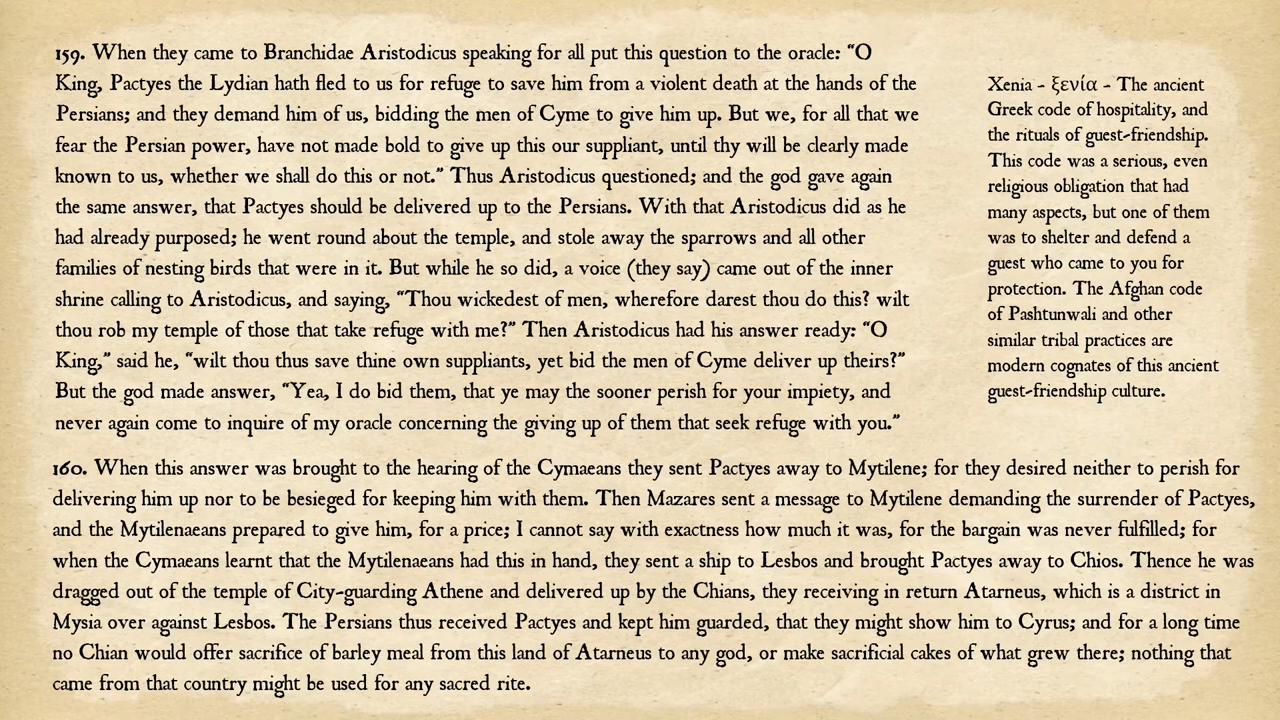 159. When they came to Branchidae Aristodicus speaking for all put this question to the oracle: “O
King, Pactyes the Lydian hath fled to us for refuge to save him from a violent death at the hands of the
Persians; and they demand him of us, bidding the men of Cyme to give him up. But we, for all that we
fear the Persian power, have not made bold to give up this our suppliant, until thy will be clearly made
known to us, whether we shall do this or not.” Thus Aristodicus questioned; and the god gave again
the same answer, that Pactyes should be delivered up to the Persians. With that Aristodicus did as he
had already purposed; he went round about the temple, and stole away the sparrows and all other
families of nesting birds that were in it. But while he so did, a voice (they say) came out of the inner
shrine calling to Aristodicus, and saying, “Thou wickedest of men, wherefore darest thou do this? wilt
thou rob my temple of those that take refuge with me?” Then Aristodicus had his answer ready: “O
King,” said he, “wilt thou thus save thine own suppliants, yet bid the men of Cyme deliver up theirs?”
But the god made answer, “Yea, I do bid them, that ye may the sooner perish for your impiety, and
never again come to inquire of my oracle concerning the giving up of them that seek refuge with you.”
Xenia - ξενία - The ancient
Greek code of hospitality, and
the rituals of guest-friendship.
This code was a serious, even
religious obligation that had
many aspects, but one of them
was to shelter and defend a
guest who came to you for
protection. The Afghan code
of Pashtunwali and other
similar tribal practices are
modern cognates of this ancient
guest-friendship culture.
160. When this answer was brought to the hearing of the Cymaeans they sent Pactyes away to Mytilene; for they desired neither to perish for
delivering him up nor to be besieged for keeping him with them. Then Mazares sent a message to Mytilene demanding the surrender of Pactyes,
and the Mytilenaeans prepared to give him, for a price; I cannot say with exactness how much it was, for the bargain was never fulfilled; for
when the Cymaeans learnt that the Mytilenaeans had this in hand, they sent a ship to Lesbos and brought Pactyes away to Chios. Thence he was
dragged out of the temple of City-guarding Athene and delivered up by the Chians, they receiving in return Atarneus, which is a district in
Mysia over against Lesbos. The Persians thus received Pactyes and kept him guarded, that they might show him to Cyrus; and for a long time
no Chian would offer sacrifice of barley meal from this land of Atarneus to any god, or make sacrificial cakes of what grew there; nothing that
came from that country might be used for any sacred rite.